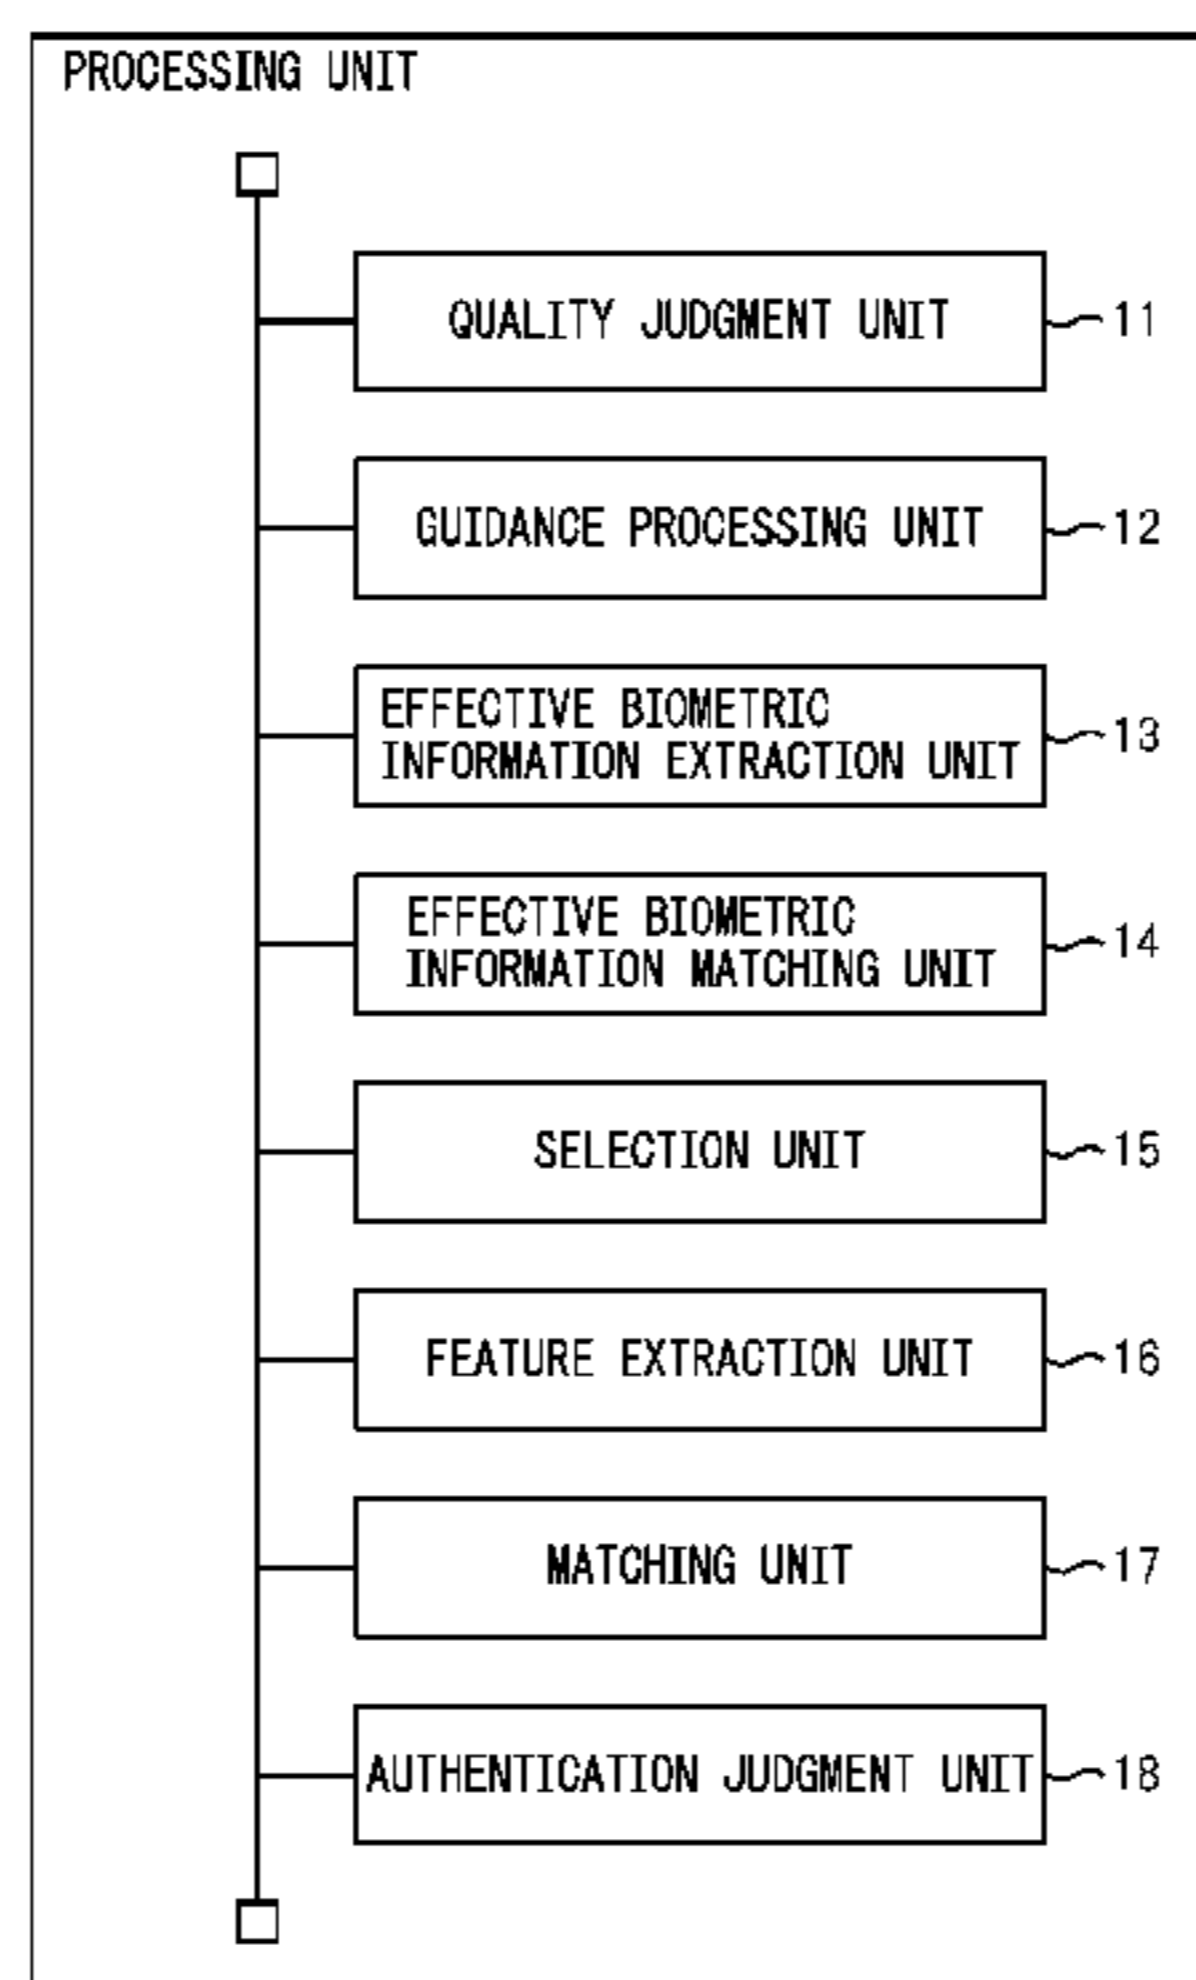 PROCESSING UNIT
QUALITY JUDGMENT UNIT
11
GUIDANCE PROCESSING UNIT
12
EFFECTIVE BIOMETRIC
INFORMATION EXTRACTION UNIT
13
EFFECTIVE BIOMETRIC
INFORMATION MATCHING UNIT
14
SELECTION UNIT
15
FEATURE EXTRACTION UNIT
16
MATCHING UNIT
17
AUTHENTICATION JUDGMENT UNIT
18